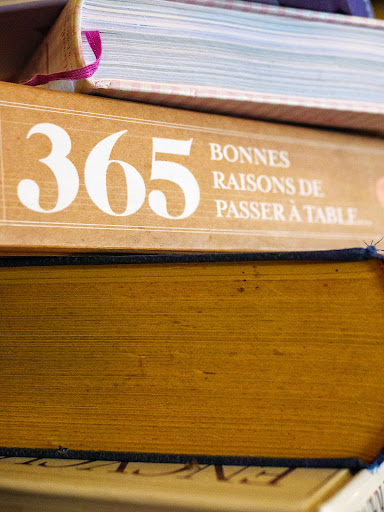 365
BONNES
RAISONS DE
PASSER À TABLE...